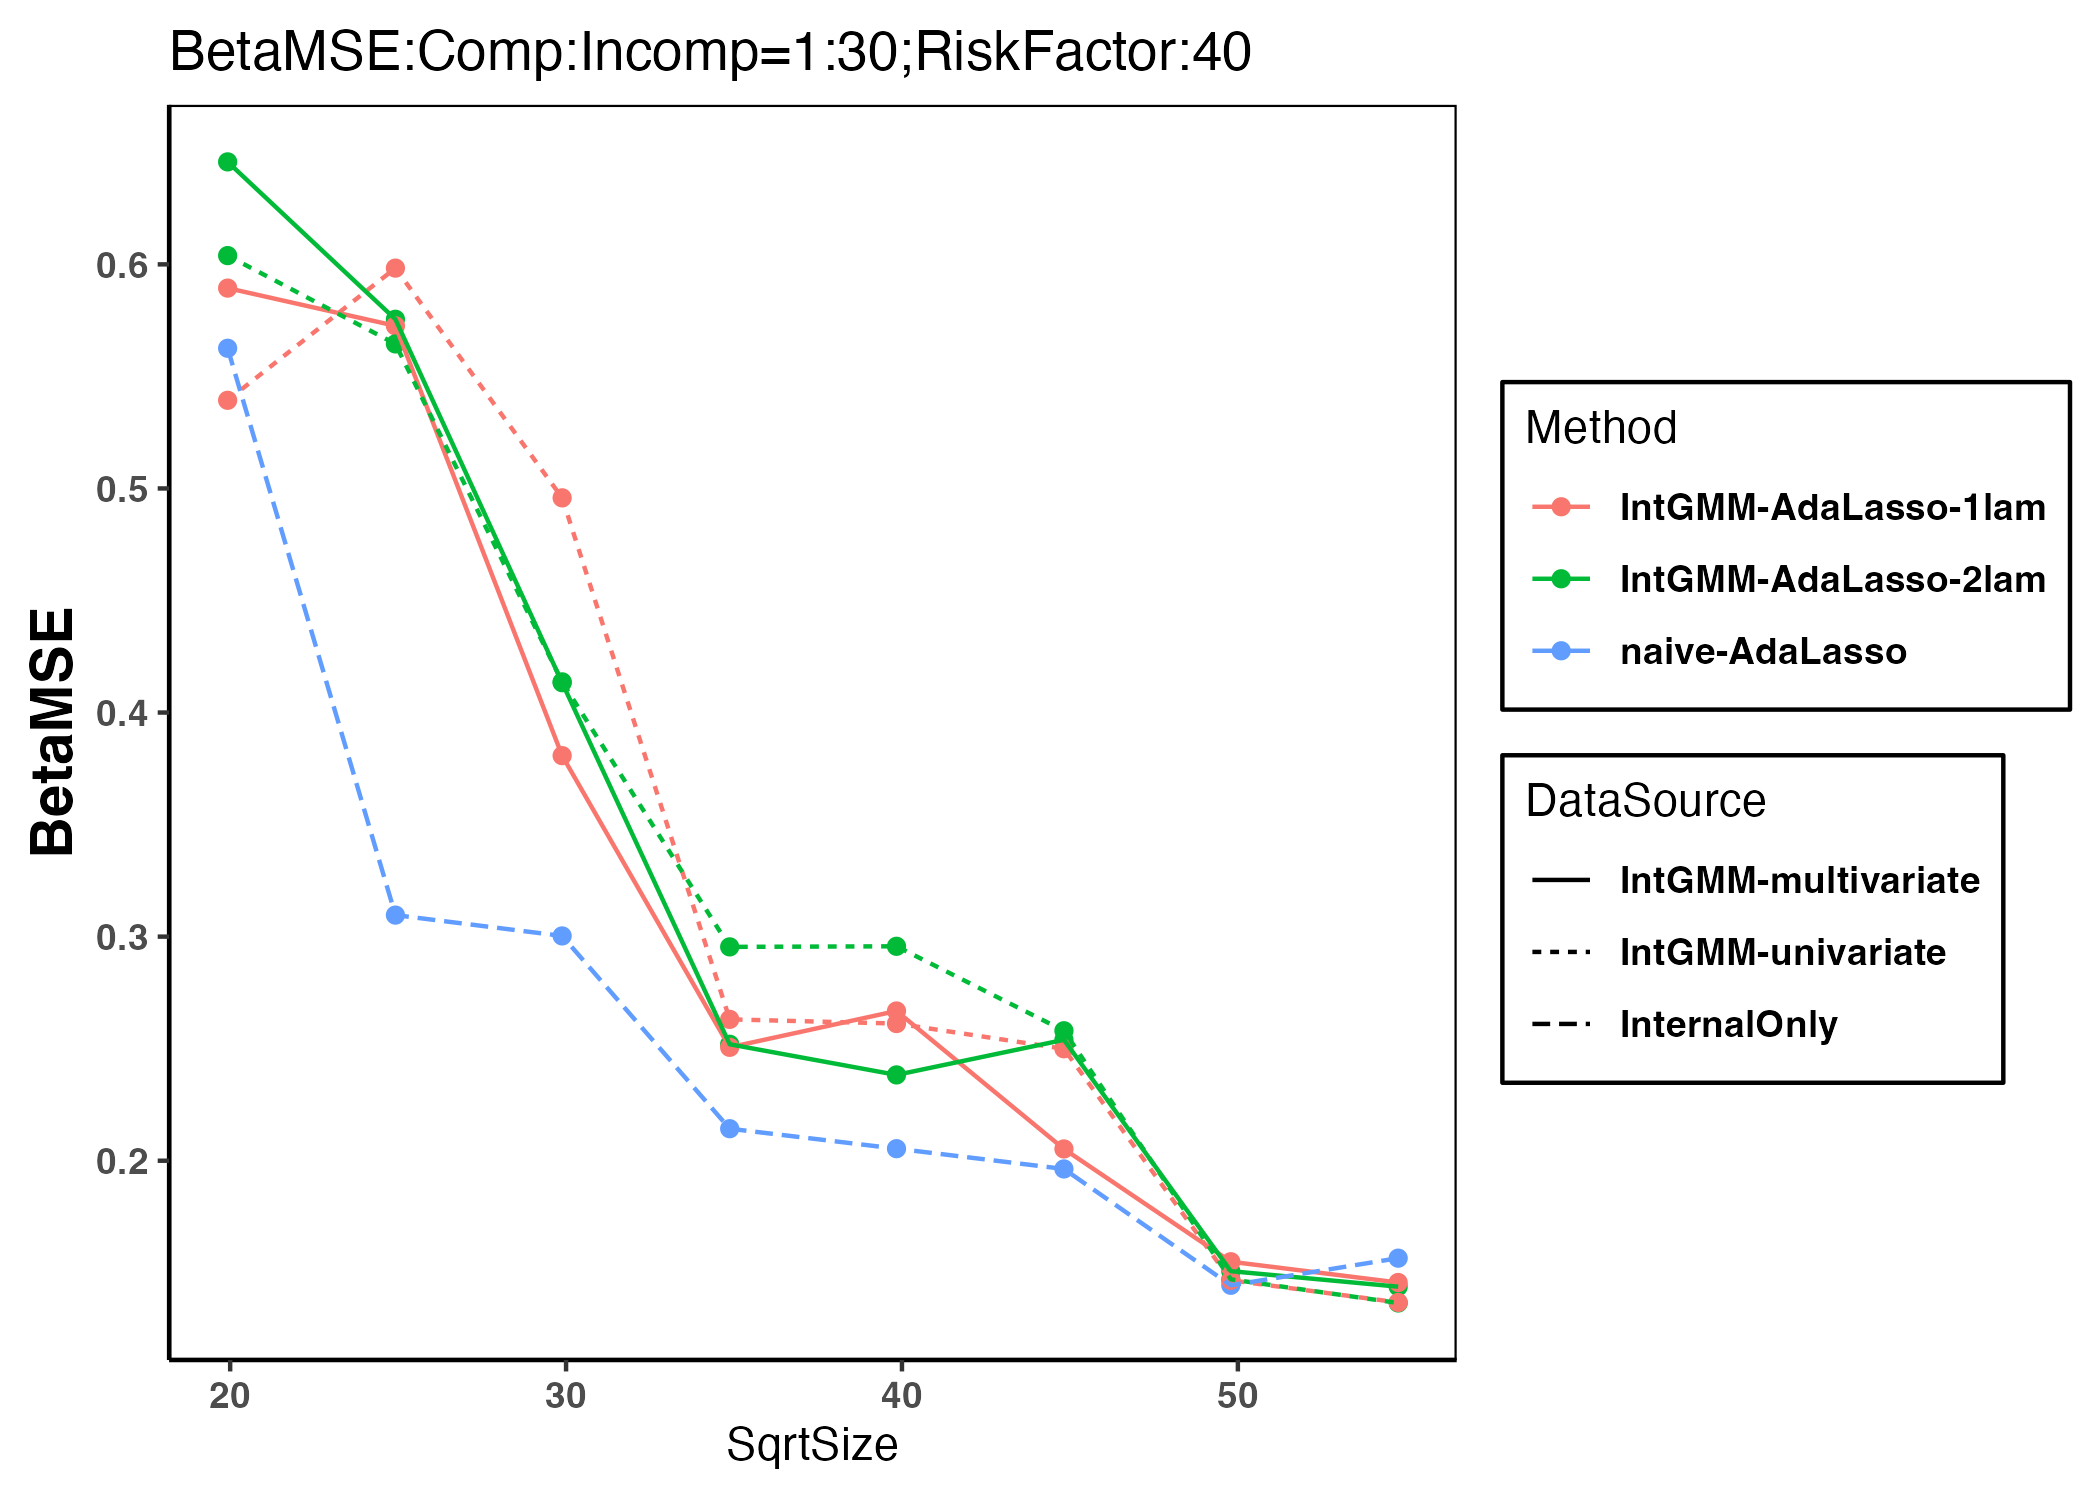 BetaMSE:Comp:Incomp=1:30;RiskFactor:40
BetaMSE
0.6
0.5
0.4
0.3
0.2
20 30 40 50
SqrtSize
Method
IntGMM-AdaLasso-1lam
IntGMM-AdaLasso-2lam
naive-AdaLasso
DataSource
IntGMM-multivariate
IntGMM-univariate
InternalOnly